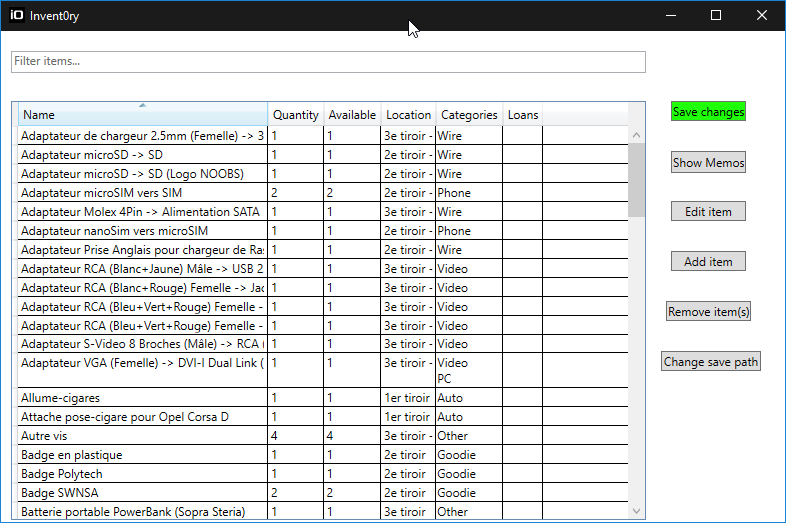 iO Invent0ry
Filter items...
Name Quantity Available Location Categories Loans
Save changes
Adaptateur de chargeur 2.5mm (Femelle) -> 3 1 1 3e tiroir - Wire
Adaptateur microSD -> SD 1 1 2e tiroir - Wire
Show Memos
Adaptateur microSD -> SD (Logo NOOBS) 1 1 2e tiroir - Wire
Adaptateur microSIM vers SIM 2 2 2e tiroir - Phone
Edit item
Adaptateur Molex 4Pin -> Alimentation SATA 1 1 3e tiroir - Wire
Adaptateur nanoSim vers microSIM 1 1 2e tiroir - Phone
Adaptateur Prise Anglais pour chargeur de Ras 1 1 2e tiroir - Wire
Add item
Adaptateur RCA (Blanc+Jaune) Mâle -> USB 2 1 1 3e tiroir - Video
Adaptateur RCA (Blanc+Rouge) Femelle -> Jac 1 1 3e tiroir - Video
Adaptateur RCA (Bleu+Vert+Rouge) Femelle - 1 1 3e tiroir - Video
Remove item(s)
Adaptateur RCA (Bleu+Vert+Rouge) Femelle - 1 1 3e tiroir - Video
Adaptateur S-Video 8 Broches (Mâle) -> RCA ( 1 1 3e tiroir - Video
Adaptateur VGA (Femelle) -> DVI-I Dual Link ( 1 1 3e tiroir - Video
PC
Change save path
Allume-cigares 1 1 1er tiroir Auto
Attache pose-cigare pour Opel Corsa D 1 1 1er tiroir Auto
Autre vis 4 4 3e tiroir - Other
Badge en plastique 1 1 2e tiroir Goodie
Badge Polytech 1 1 2e tiroir Goodie
Badge SWNSA 2 2 2e tiroir Goodie
Batterie portable PowerBank (Sopra Steria) 1 1 3e tiroir - Other